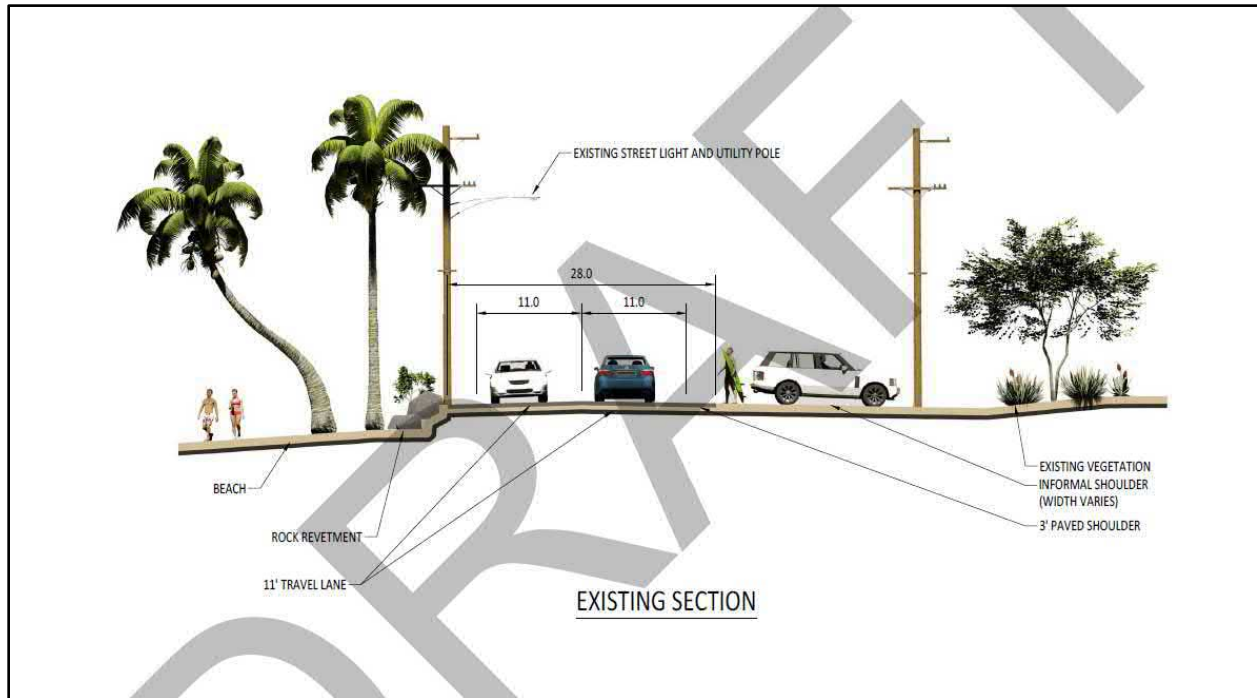 DRAFT
EXISTING STREET LIGHT AND UTILITY POLE
28.0
11.0
11.0
BEACH
ROCK REVETMENT
11' TRAVEL LANE
EXISTING VEGETATION
INFORMAL SHOULDER
(WIDTH VARIES)
3' PAVED SHOULDER
EXISTING SECTION